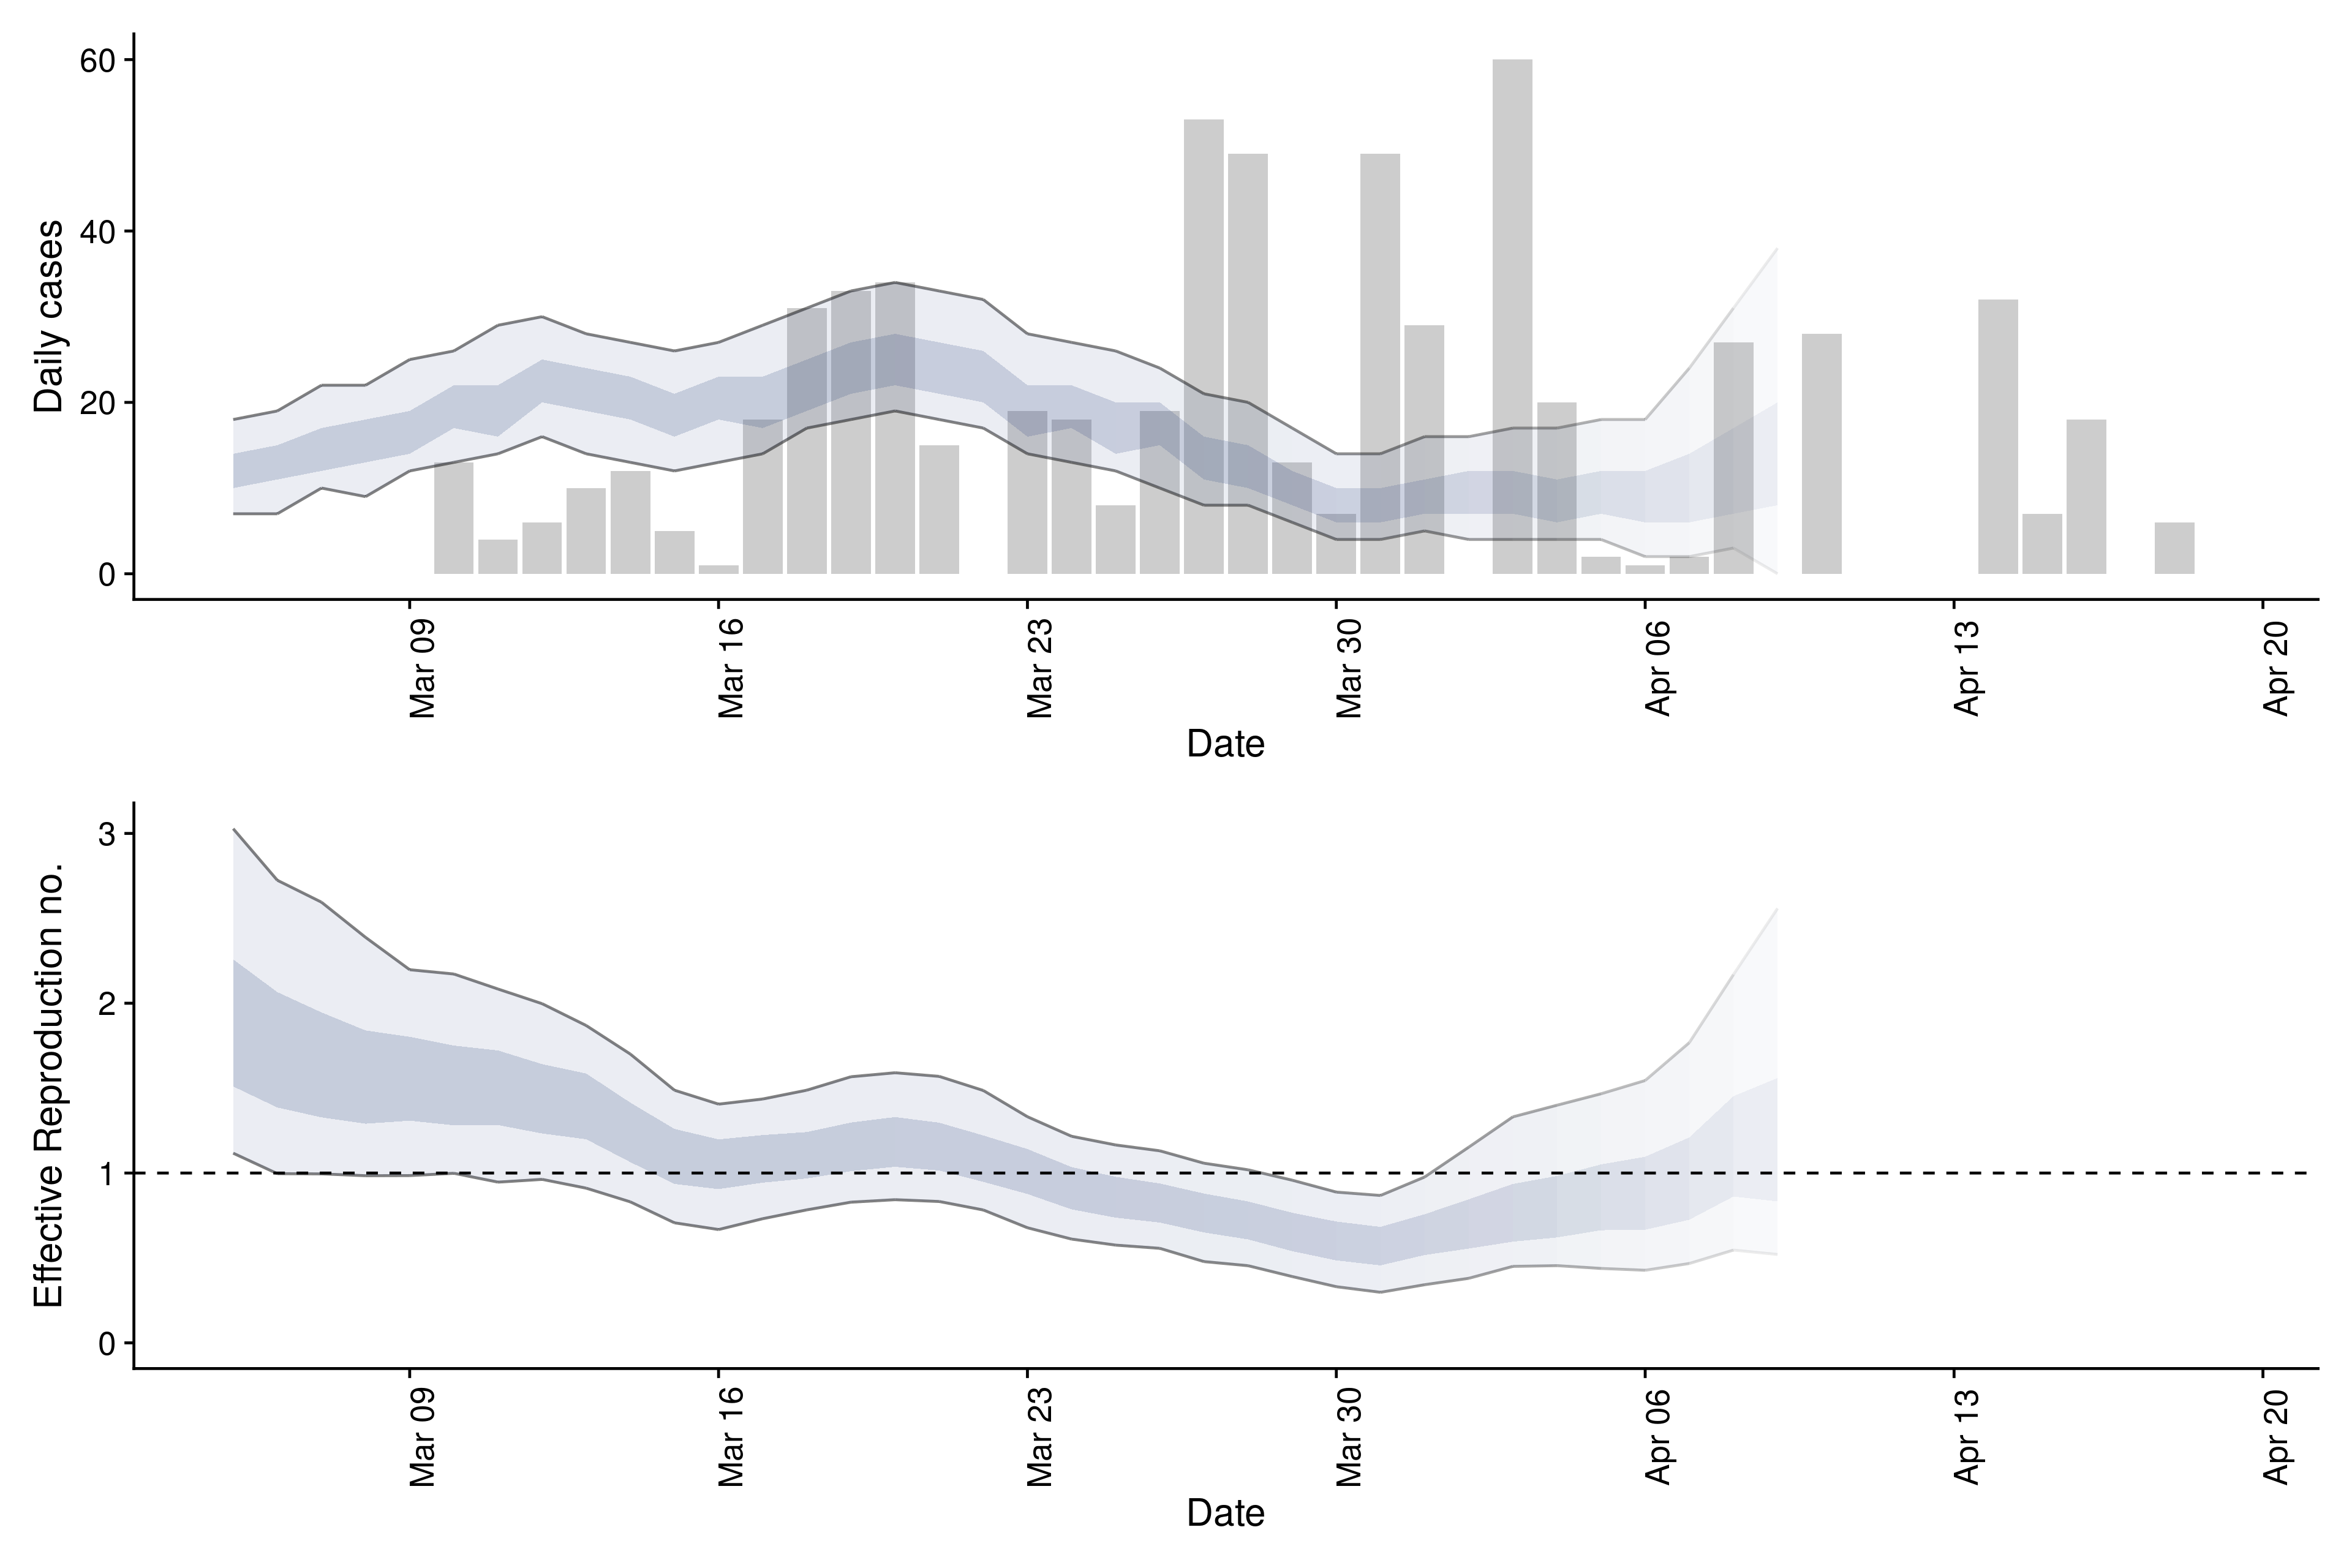 60
40
20
0
Daily cases
Mar 09
Mar 16
Mar 23
Mar 30
Apr 06
Apr 13
Apr 20
Date
3
2
1
0
Effective Reproduction no.
Mar 09
Mar 16
Mar 23
Mar 30
Apr 06
Apr 13
Apr 20
Date